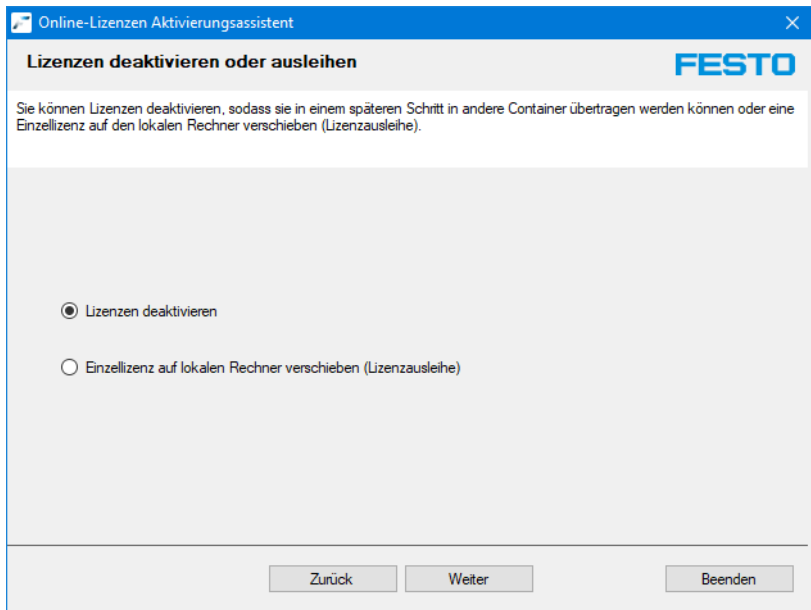 Online-Lizenzen Aktivierungsassistent
Lizenzen deaktivieren oder ausleihen
FESTO
Sie können Lizenzen deaktivieren, sodass sie in einem späteren Schritt in andere Container übertragen werden können oder eine
Einzellizenz auf den lokalen Rechner verschieben (Lizenzausleihe).
Lizenzen deaktivieren
Einzellizenz auf lokalen Rechner verschieben (Lizenzausleihe)
Zurück
Weiter
Beenden